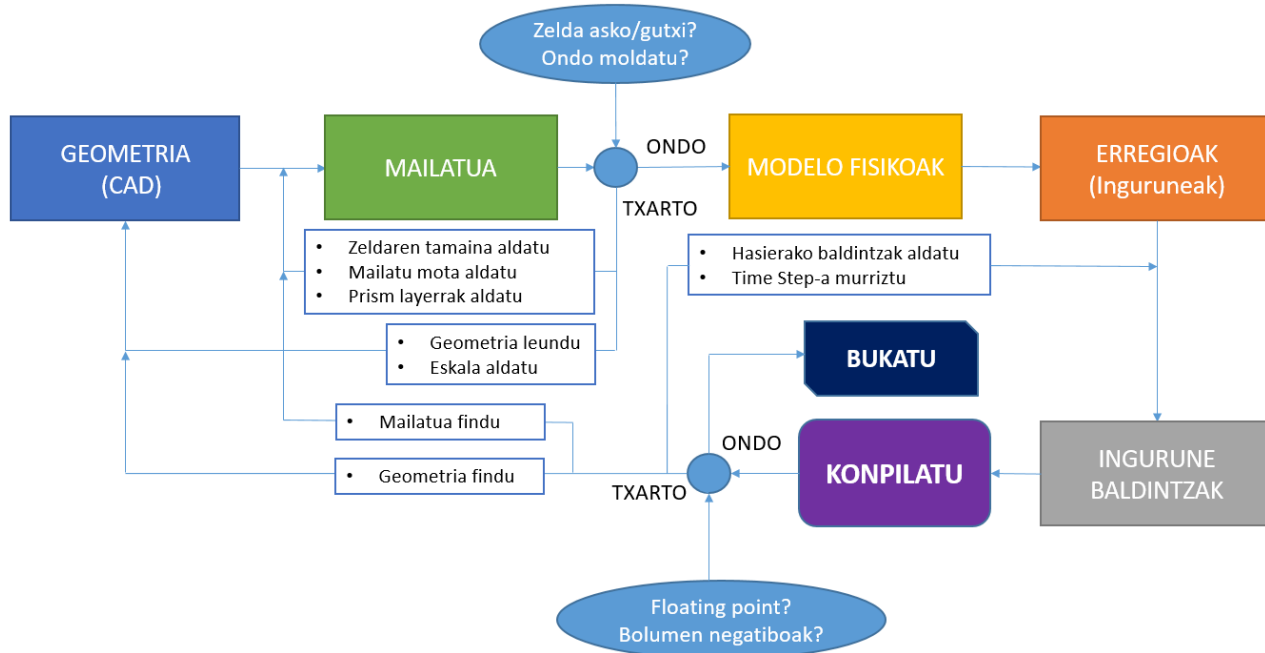 Zelda asko/gutxi?
Ondo moldatu?
GEOMETRIA
(CAD)
MAILATUA
ONDO
TXARTO
MODELO FISIKOAK
ERREGIOAK
(Inguruneak)
• Zeldaren tamaina aldatu
• Mailatu mota aldatu
• Prism layerrak aldatu
• Hasierako baldintzak aldatu
• Time Step-a murriztu
• Geometria leundu
• Eskala aldatu
BUKATU
• Mailatua findu
• Geometria findu
ONDO
TXARTO
KONPILATU
INGURUNE
BALDINTZAK
Floating point?
Bolumen negatiboak?